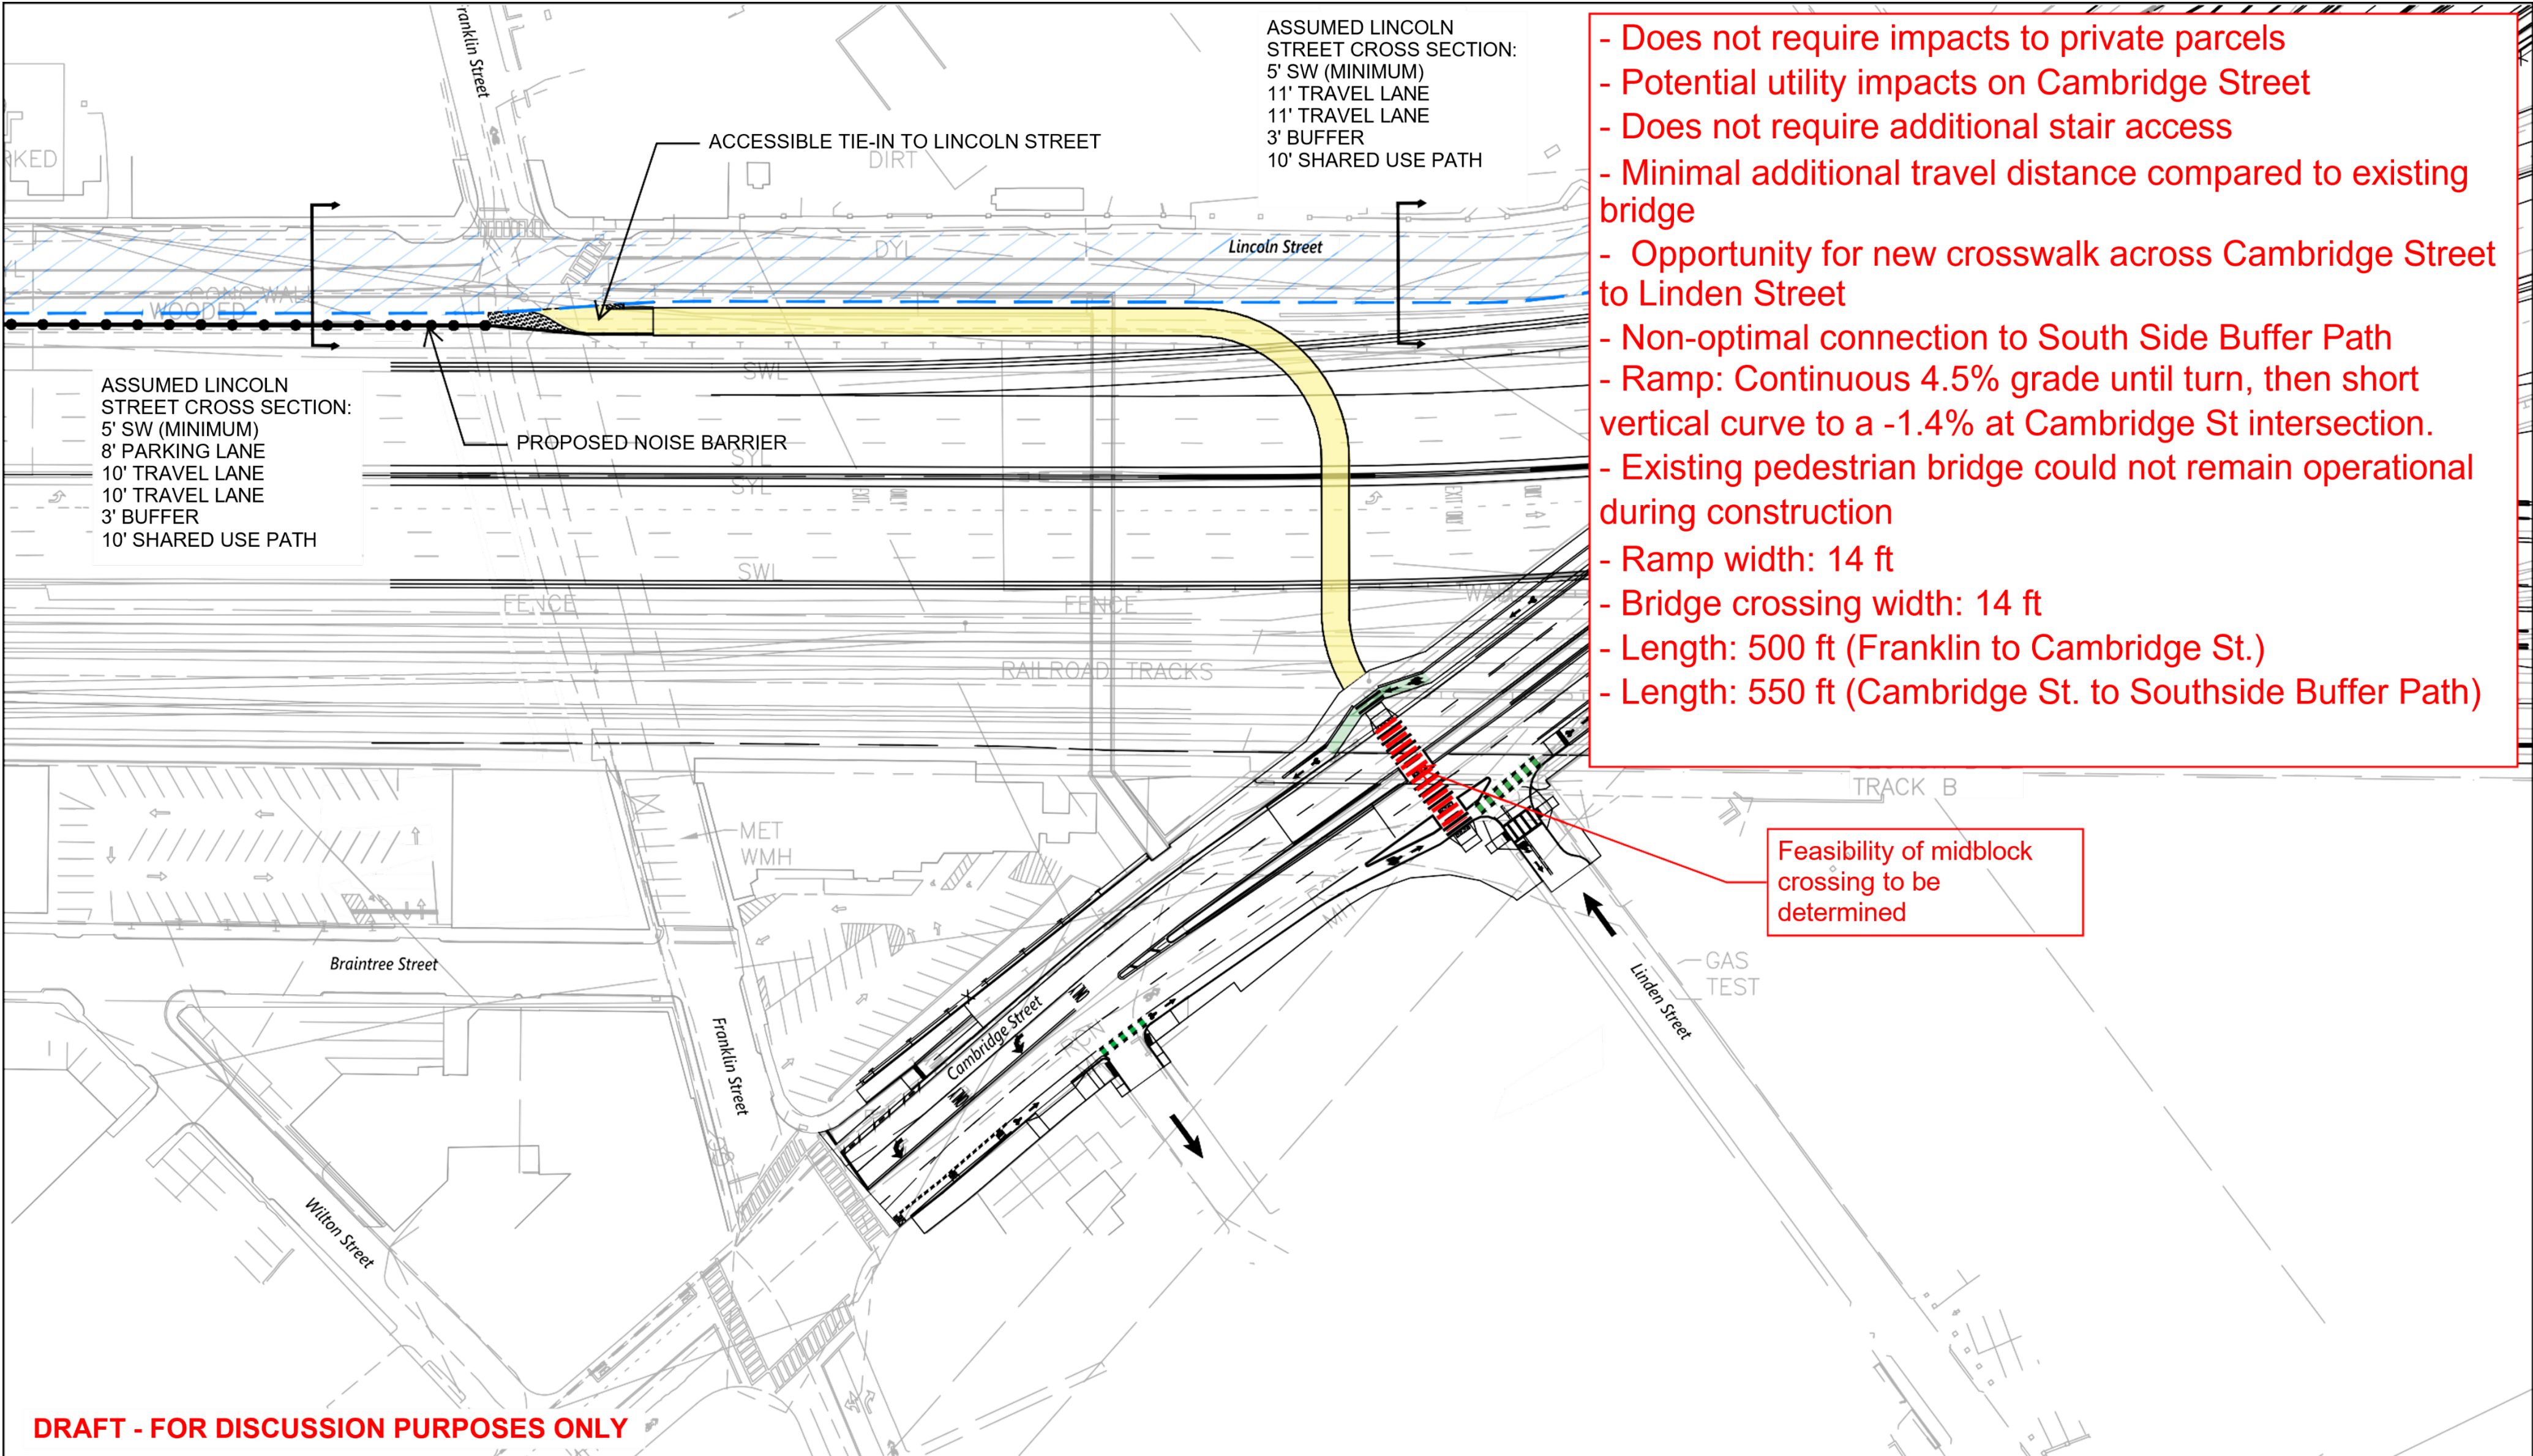 Franklin Street
ASSUMED LINCOLN
STREET CROSS SECTION:
5' SW (MINIMUM)
11' TRAVEL LANE
11' TRAVEL LANE
3' BUFFER
10' SHARED USE PATH
- Does not require impacts to private parcels
- Potential utility impacts on Cambridge Street
- Does not require additional stair access
- Minimal additional travel distance compared to existing
bridge
- Opportunity for new crosswalk across Cambridge Street
to Linden Street
- Non-optimal connection to South Side Buffer Path
- Ramp: Continuous 4.5% grade until turn, then short
vertical curve to a -1.4% at Cambridge St intersection.
- Existing pedestrian bridge could not remain operational
during construction
- Ramp width: 14 ft
- Bridge crossing width: 14 ft
- Length: 500 ft (Franklin to Cambridge St.)
- Length: 550 ft (Cambridge St. to Southside Buffer Path)
ACCESSIBLE TIE-IN TO LINCOLN STREET
DIRT
RKED
DYL
Lincoln Street
CONC WALL
WOODED
SWL
ASSUMED LINCOLN
STREET CROSS SECTION:
5' SW (MINIMUM)
8' PARKING LANE
10' TRAVEL LANE
10' TRAVEL LANE
3' BUFFER
10' SHARED USE PATH
PROPOSED NOISE BARRIER
SYL
SYL
SWL
FENCE
FENCE
RAILROAD TRACKS
TRACK B
MET
WMH
Feasibility of midblock
crossing to be
determined
Braintree Street
GAS
TEST
Linden Street
Cambridge Street
Franklin Street
Wilton Street
DRAFT - FOR DISCUSSION PURPOSES ONLY